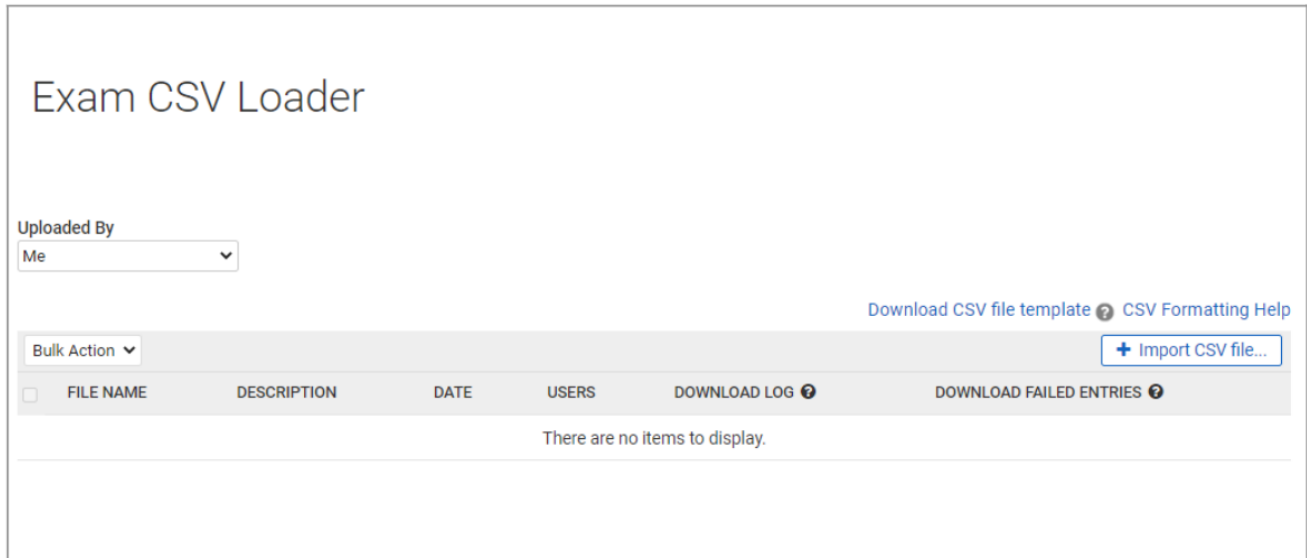 Exam CSV Loader
Uploaded By
Me
Download CSV file template ? CSV Formatting Help
Bulk Action
+ Import CSV file...
FILE NAME DESCRIPTION DATE USERS DOWNLOAD LOG ? DOWNLOAD FAILED ENTRIES ?
There are no items to display.